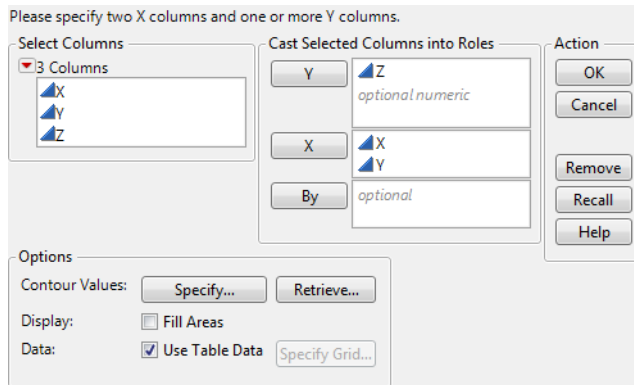 Please specify two X columns and one or more Y columns.
Select Columns
3 Columns
X
Y
Z
Cast Selected Columns into Roles
Y
Z
optional numeric
X
X
Y
By
optional
Action
OK
Cancel
Remove
Recall
Help
Options
Contour Values: Specify... Retrieve...
Display: Fill Areas
Data: Use Table Data Specify Grid...